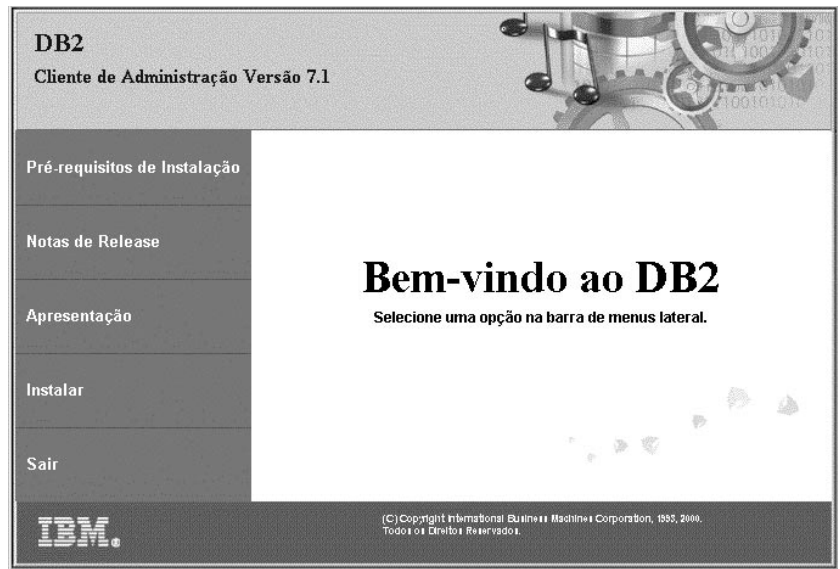 DB2
Cliente de Administração Versão 7.1
Pré-requisitos de Instalação
Notas de Release
Apresentação
Instalar
Sair
Bem-vindo ao DB2
Selecione uma opção na barra de menus lateral.
IBM.
(C) Copyright International Business Machines Corporation, 1993, 2000.
Todos os Direitos Reservados.